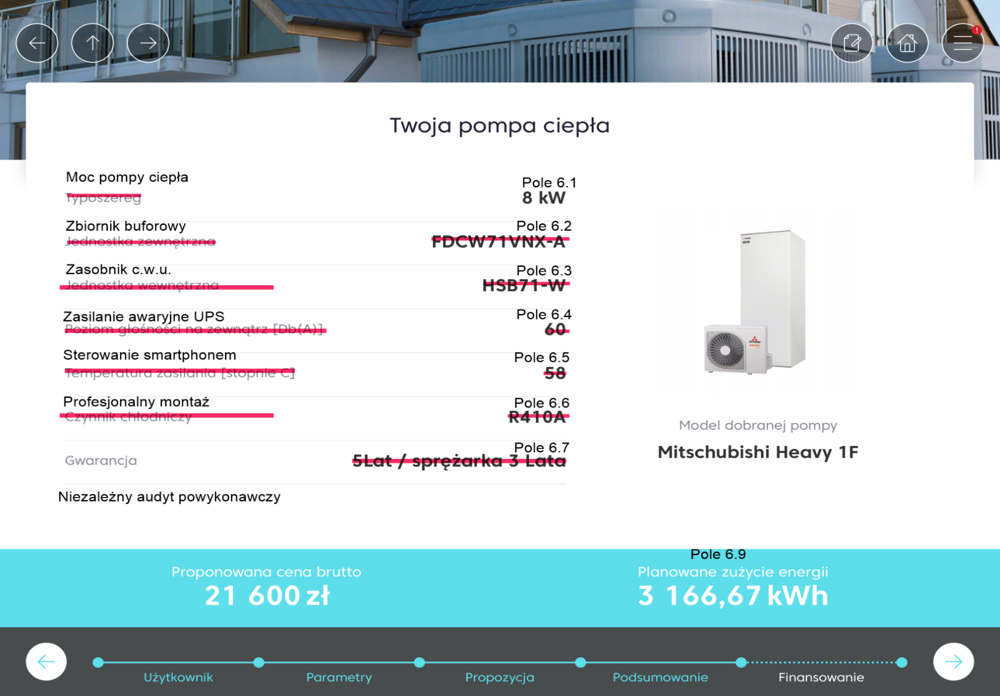 Twoja pompa ciepła
Moc pompy ciepła
Pole 6.1
Typoszereg
8 kW
Zbiornik buforowy
Pole 6.2
Jednostka zewnętrzna
FDCW71VNX-A
Zasobnik c.w.u.
Pole 6.3
Jednostka wewnętrzna
HSB71-W
Zasilanie awaryjne UPS
Pole 6.4
Poziom głośności na zewnątrz [Db(A)]
60
Sterowanie smartphonem
Pole 6.5
Temperatura zasilania [stopnie C]
58
Profesjonalny montaż
Pole 6.6
Czynnik chłodniczy
R410A
Pole 6.7
Gwarancja
5Lat / sprężarka 3 Lata
Niezależny audyt powykonawczy
Model dobranej pompy
Mitschubishi Heavy 1F
Pole 6.9
Proponowana cena brutto
21 600 zł
Planowane zużycie energii
3 166,67 kWh
Użytkownik
Parametry
Propozycja
Podsumowanie
Finansowanie